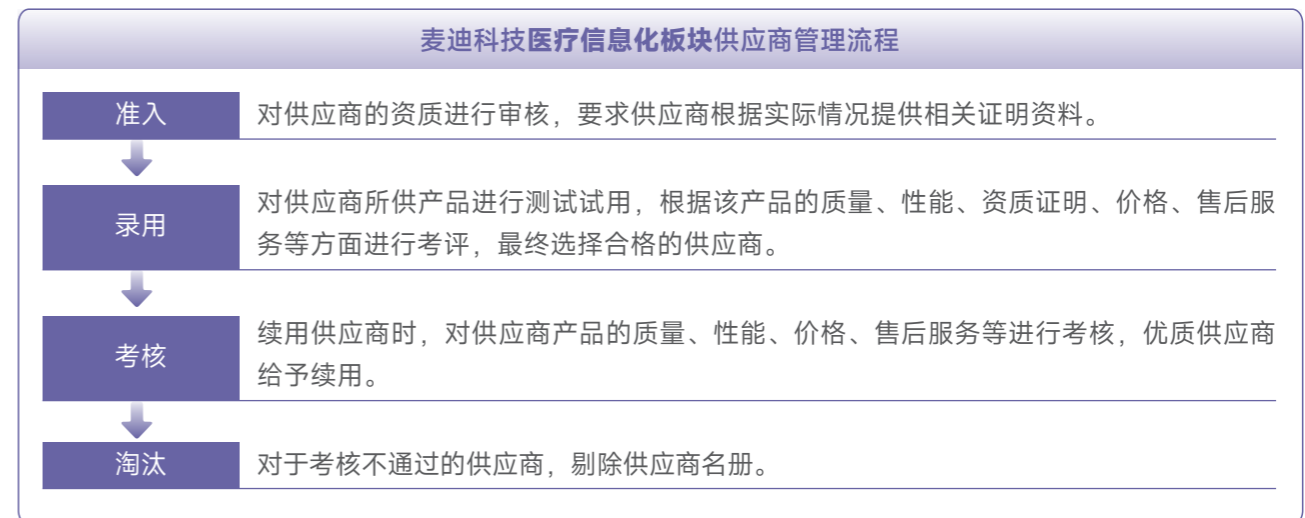 麦迪科技医疗信息化板块供应商管理流程
准入
对供应商的资质进行审核，要求供应商根据实际情况提供相关证明资料。
录用
对供应商所供产品进行测试试用，根据该产品的质量、性能、资质证明、价格、售后服
务等方面进行考评，最终选择合格的供应商。
考核
续用供应商时，对供应商产品的质量、性能、价格、售后服务等进行考核，优质供应商
给予续用。
淘汰
对于考核不通过的供应商，剔除供应商名册。